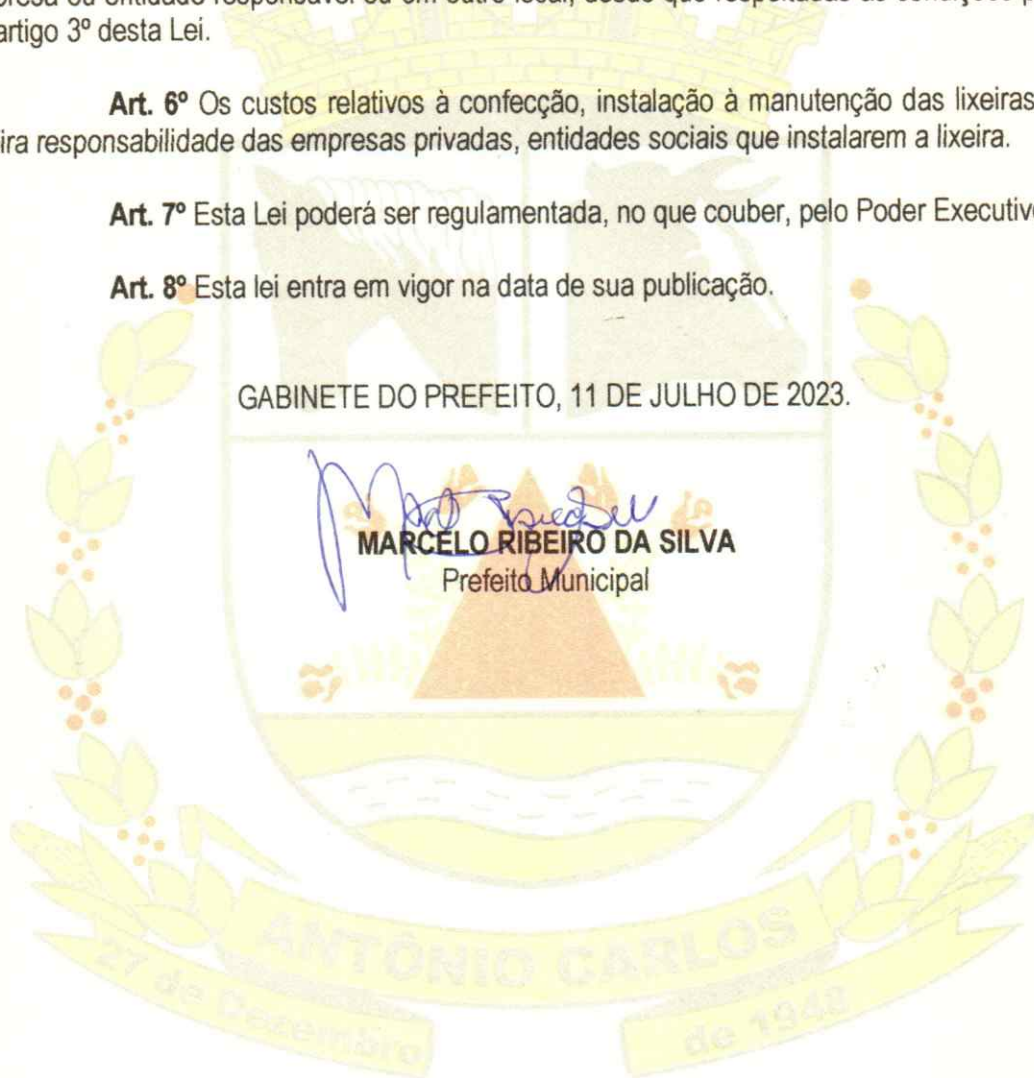 artigo 3º desta Lei.
Art. 6º Os custos relativos à confecção, instalação à manutenção das lixeiras
ira responsabilidade das empresas privadas, entidades sociais que instalarem a lixeira.
Art. 7º Esta Lei poderá ser regulamentada, no que couber, pelo Poder Executiv
Art. 8º Esta lei entra em vigor na data de sua publicação.
GABINETE DO PREFEITO, 11 DE JULHO DE 2023.
MARCELO RIBEIRO DA SILVA
Prefeito Municipal
ANTÔNIO CARLOS
27 de Dezembro de 1948